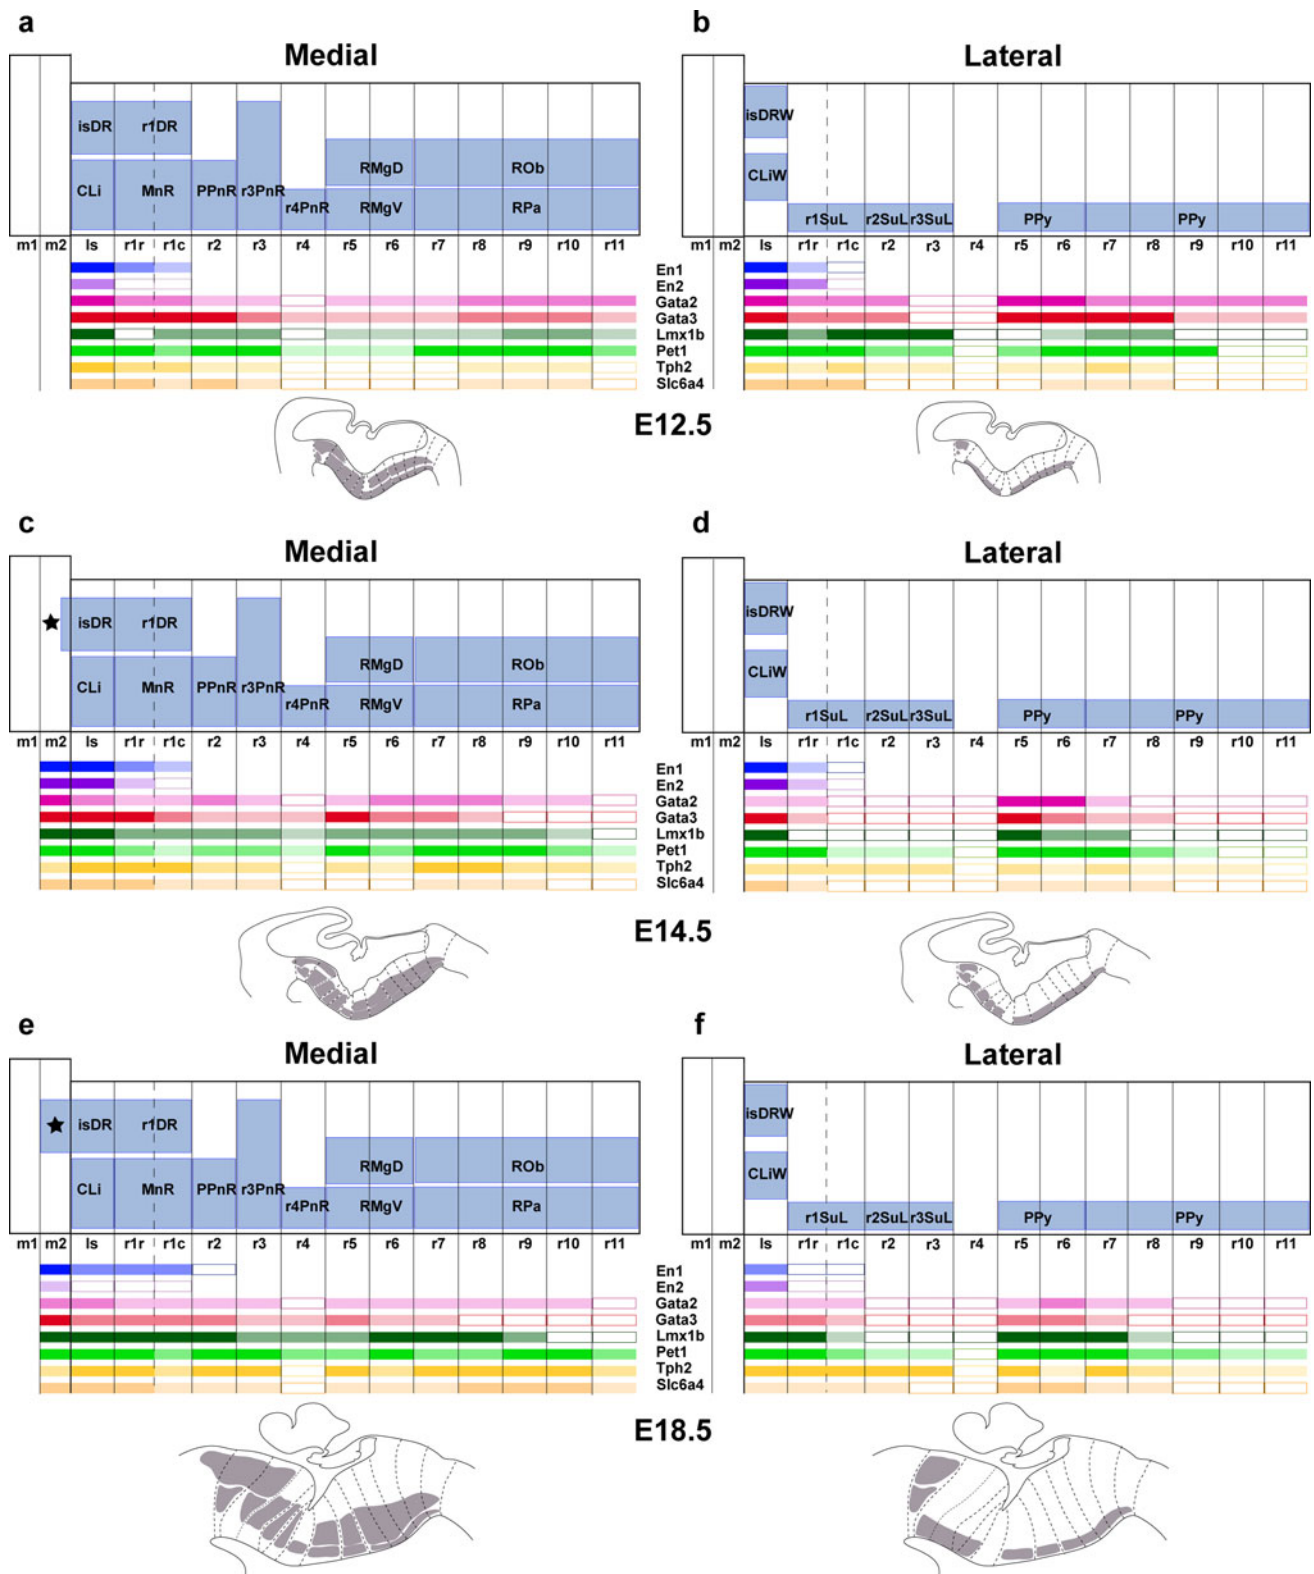 a
Medial
isDR r1DR
CLi MnR PPnR r3PnR r4PnR
RMgD ROb
RMgV RPa
m1 m2 Is r1r r1c r2 r3 r4 r5 r6 r7 r8 r9 r10 r11
b
Lateral
isDRW
CLiW
r1SuL r2SuL r3SuL PPy PPy
m1 m2 Is r1r r1c r2 r3 r4 r5 r6 r7 r8 r9 r10 r11
En1
En2
Gata2
Gata3
Lmx1b
Pet1
Tph2
Slc6a4
E12.5
c
Medial
isDR r1DR
CLi MnR PPnR r3PnR r4PnR
RMgD ROb
RMgV RPa
m1 m2 Is r1r r1c r2 r3 r4 r5 r6 r7 r8 r9 r10 r11
d
Lateral
isDRW
CLiW
r1SuL r2SuL r3SuL PPy PPy
m1 m2 Is r1r r1c r2 r3 r4 r5 r6 r7 r8 r9 r10 r11
En1
En2
Gata2
Gata3
Lmx1b
Pet1
Tph2
Slc6a4
E14.5
e
Medial
isDR r1DR
CLi MnR PPnR r3PnR r4PnR
RMgD ROb
RMgV RPa
m1 m2 Is r1r r1c r2 r3 r4 r5 r6 r7 r8 r9 r10 r11
f
Lateral
isDRW
CLiW
r1SuL r2SuL r3SuL PPy PPy
m1 m2 Is r1r r1c r2 r3 r4 r5 r6 r7 r8 r9 r10 r11
En1
En2
Gata2
Gata3
Lmx1b
Pet1
Tph2
Slc6a4
E18.5